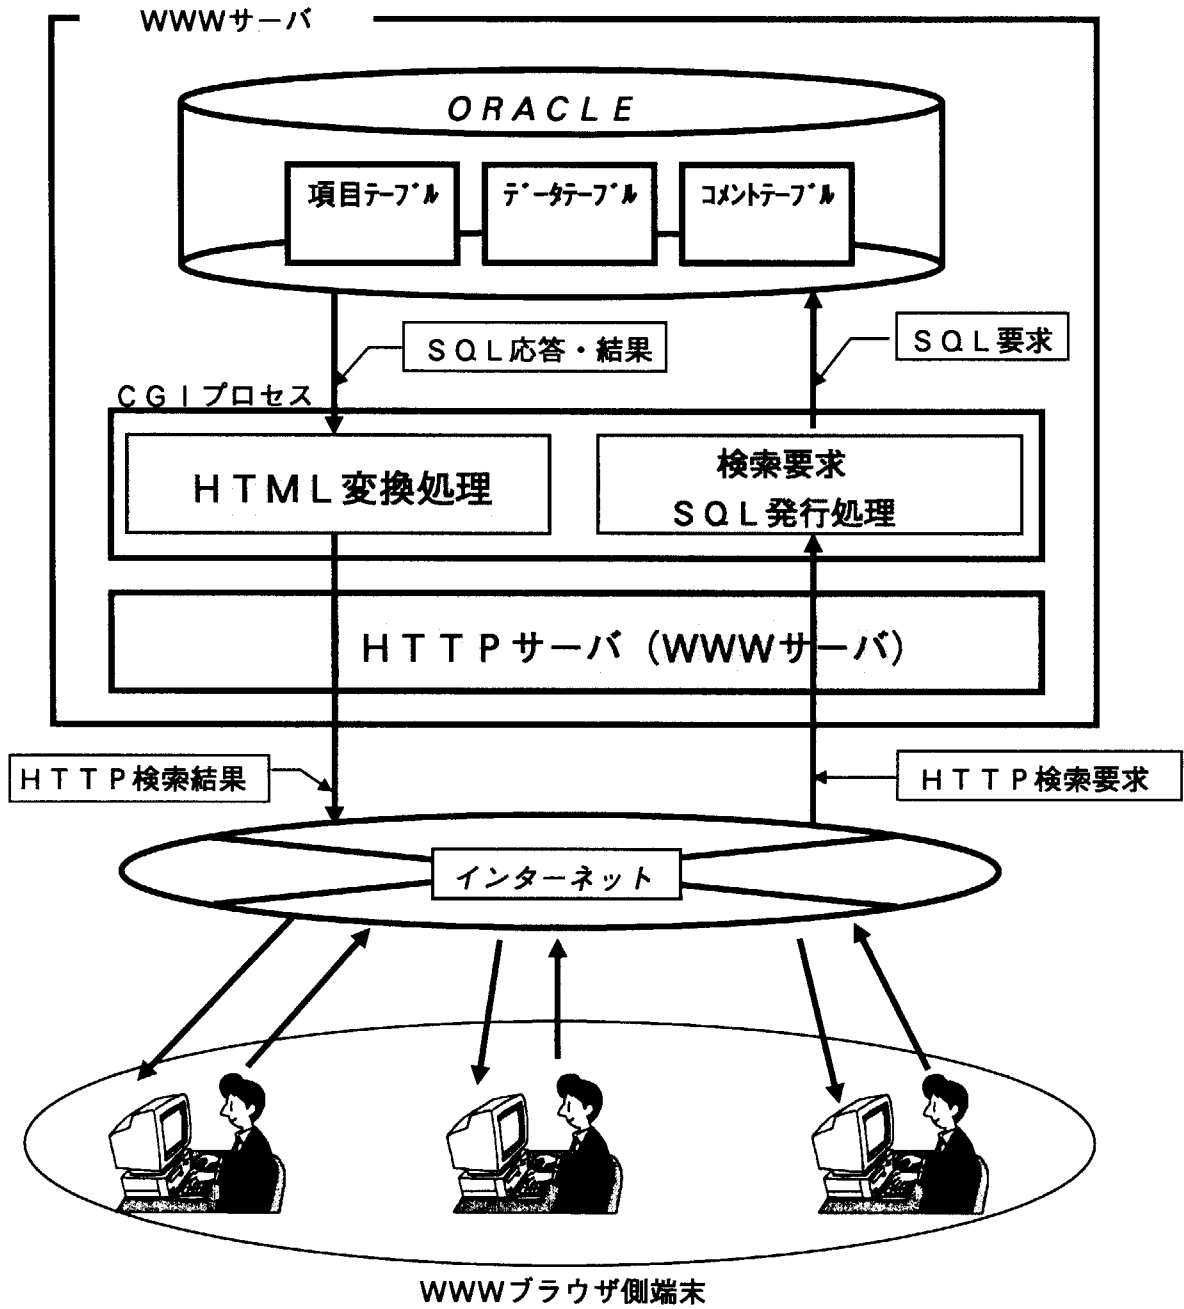 WWWサーバ
ORACLE
項目ﾃｰﾌﾞﾙ
ﾃﾞｰﾀﾃｰﾌﾞﾙ
ｺﾒﾝﾄﾃｰﾌﾞﾙ
SQL応答・結果
SQL要求
CGIプロセス
HTML変換処理
検索要求
SQL発行処理
HTTPサーバ（WWWサーバ）
HTTP検索結果
HTTP検索要求
インターネット
WWWブラウザ側端末